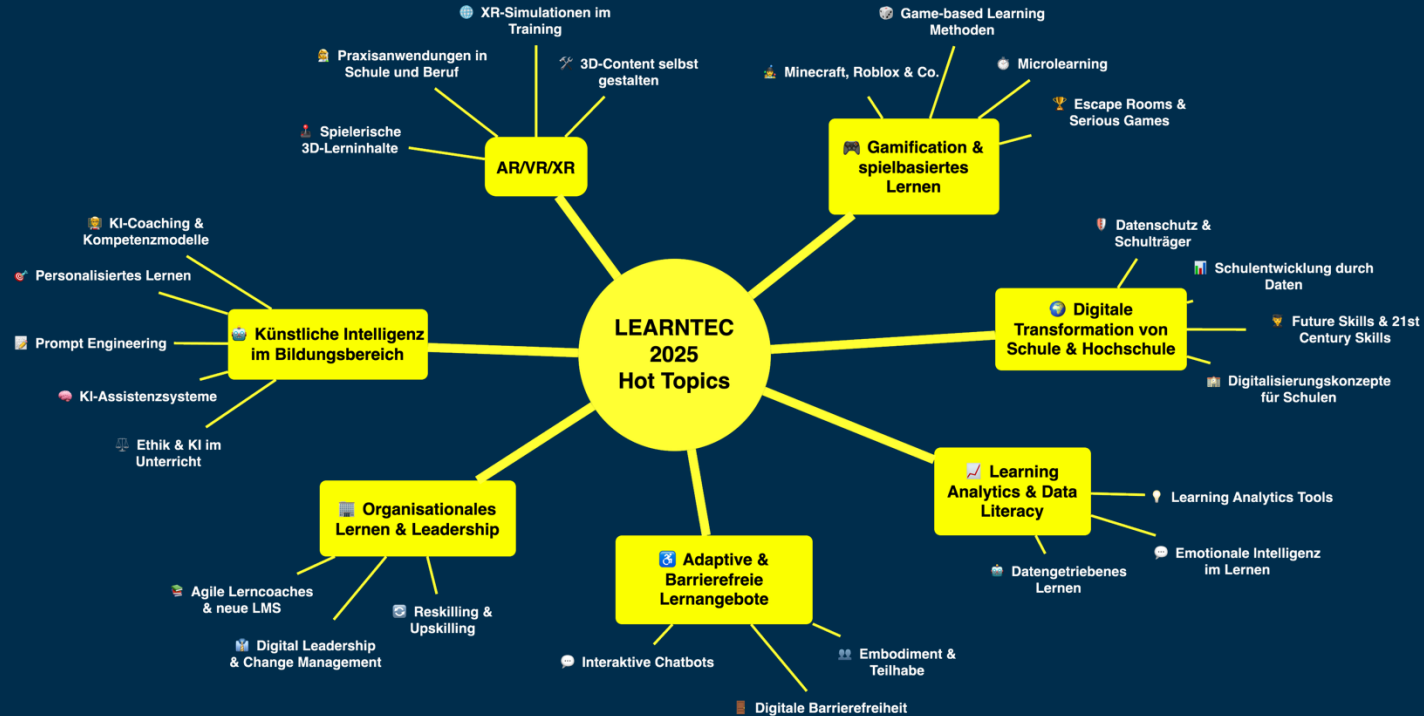 LEARNTEC
2025
Hot Topics
AR/VR/XR
🌐 XR-Simulationen im
Training
Praxisanwendungen in
Schule und Beruf
🛠 3D-Content selbst
gestalten
🕹 Spielerische
3D-Lerninhalte
🎮 Gamification &
spielbasiertes
Lernen
🎲 Game-based Learning
Methoden
Minecraft, Roblox & Co.
⏱ Microlearning
🏆 Escape Rooms &
Serious Games
🌍 Digitale
Transformation von
Schule & Hochschule
Datenschutz &
Schulträger
📊 Schulentwicklung durch
Daten
Future Skills & 21st
Century Skills
🏫 Digitalisierungskonzepte
für Schulen
📈 Learning
Analytics & Data
Literacy
💡 Learning Analytics Tools
💬 Emotionale Intelligenz
im Lernen
🤖 Datengetriebenes
Lernen
♿ Adaptive &
Barrierefreie
Lernangebote
💬 Interaktive Chatbots
👥 Embodiment &
Teilhabe
🚪 Digitale Barrierefreiheit
🏢 Organisationales
Lernen & Leadership
📚 Agile Lerncoaches
& neue LMS
👔 Digital Leadership
& Change Management
🔄 Reskilling &
Upskilling
🤖 Künstliche Intelligenz
im Bildungsbereich
KI-Coaching &
Kompetenzmodelle
🎯 Personalisiertes Lernen
📝 Prompt Engineering
🧠 KI-Assistenzsysteme
⚖ Ethik & KI im
Unterricht